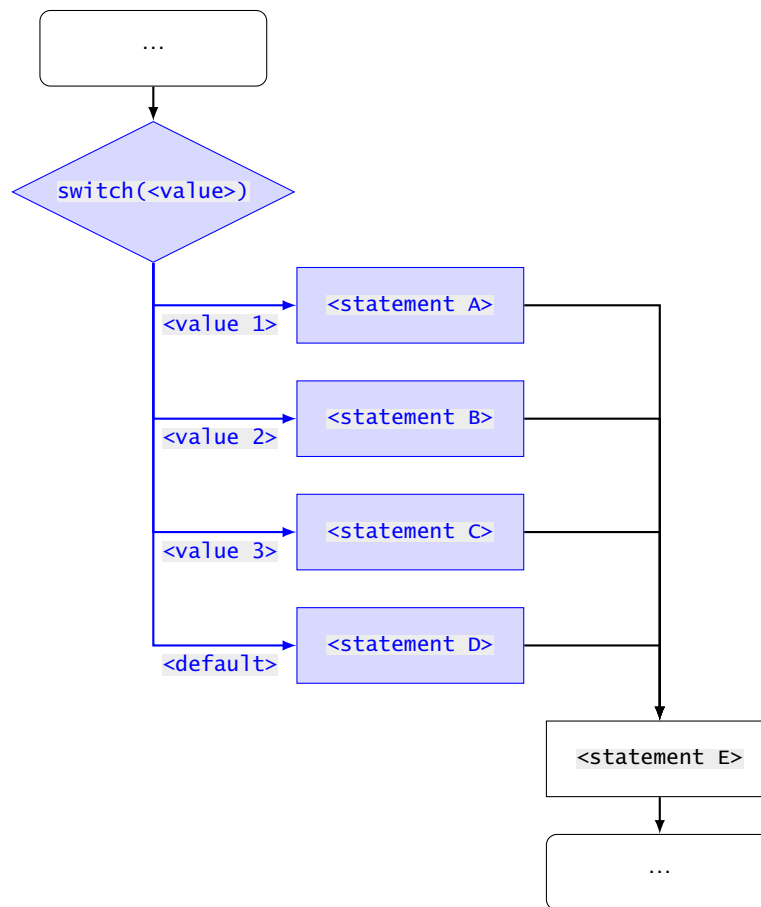 ...
switch(<value>)
<statement A>
<value 1>
<statement B>
<value 2>
<statement C>
<value 3>
<statement D>
<default>
<statement E>
...